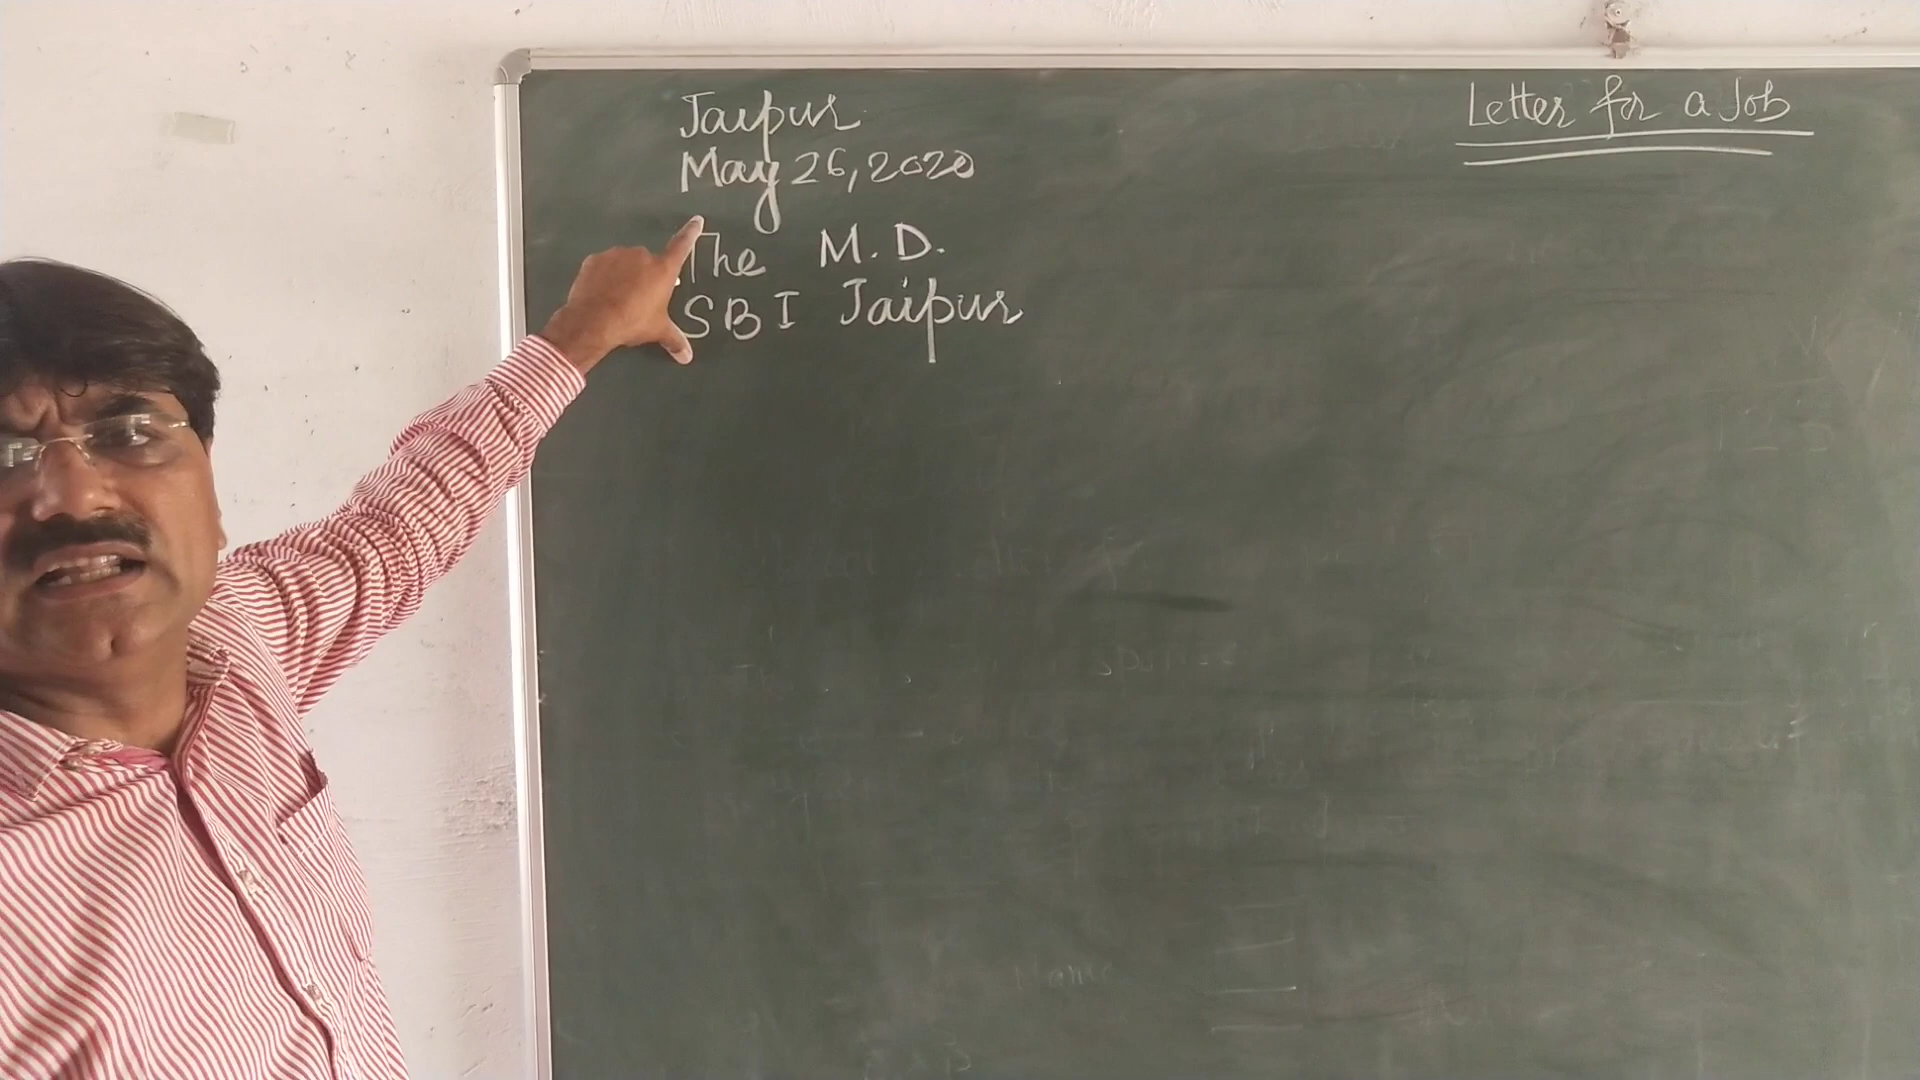 Jaipur
May 26, 2020
The M.D.
SBI Jaipur
Letter for a Job